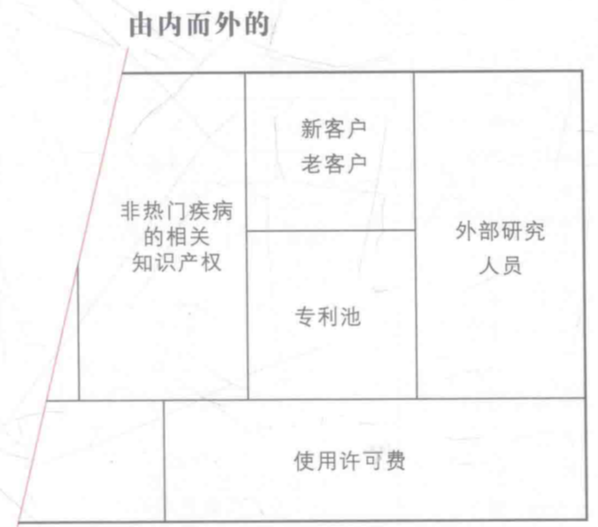 由内而外的
新客户
老客户
非热门疾病
的相关
知识产权
外部研究
人员
专利池
使用许可费